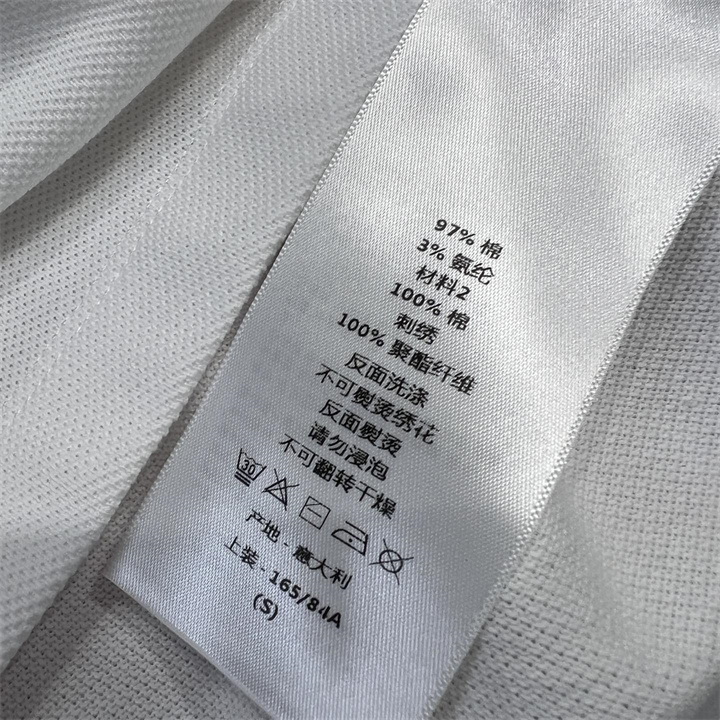 97% 棉
3% 氨纶
材料2
100% 棉
刺绣
100% 聚酯纤维
反面洗涤
不可熨烫绣花
反面熨烫
请勿浸泡
不可翻转干燥
30
产地 - 意大利
上装 - 165/84A
(S)